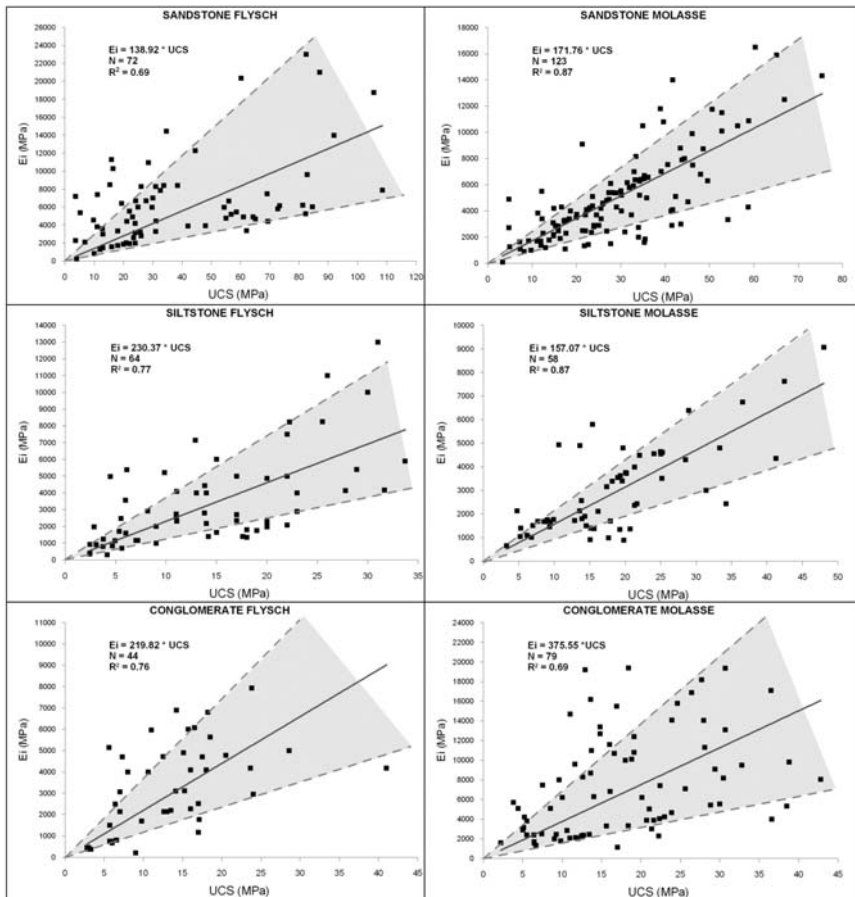 SANDSTONE FLYSCH
Ei = 138.92 * UCS
N = 72
R² = 0.69
Ei (MPa)
26000
24000
22000
20000
18000
16000
14000
12000
10000
8000
6000
4000
2000
0
0 10 20 30 40 50 60 70 80 90 100 110 120
UCS (MPa)
SANDSTONE MOLASSE
Ei = 171.76 * UCS
N = 123
R² = 0.87
Ei (MPa)
18000
16000
14000
12000
10000
8000
6000
4000
2000
0
0 10 20 30 40 50 60 70 80
UCS (MPa)
SILTSTONE FLYSCH
Ei = 230.37 * UCS
N = 64
R² = 0.77
Ei (MPa)
14000
13000
12000
11000
10000
9000
8000
7000
6000
5000
4000
3000
2000
1000
0
0 5 10 15 20 25 30 35
UCS (MPa)
SILTSTONE MOLASSE
Ei = 157.07 * UCS
N = 58
R² = 0.87
Ei (MPa)
10000
9000
8000
7000
6000
5000
4000
3000
2000
1000
0
0 5 10 15 20 25 30 35 40 45 50
UCS (MPa)
CONGLOMERATE FLYSCH
Ei = 219.82 * UCS
N = 44
R² = 0.76
Ei (MPa)
11000
10000
9000
8000
7000
6000
5000
4000
3000
2000
1000
0
0 5 10 15 20 25 30 35 40 45
UCS (MPa)
CONGLOMERATE MOLASSE
Ei = 375.55 *UCS
N = 79
R² = 0.69
Ei (MPa)
24000
22000
20000
18000
16000
14000
12000
10000
8000
6000
4000
2000
0
0 5 10 15 20 25 30 35 40 45
UCS (MPa)